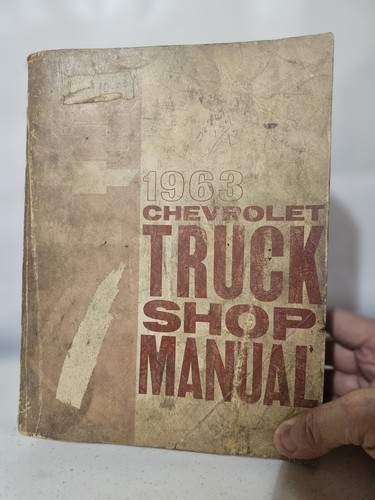 1963
CHEVROLET
TRUCK
SHOP
MANUAL